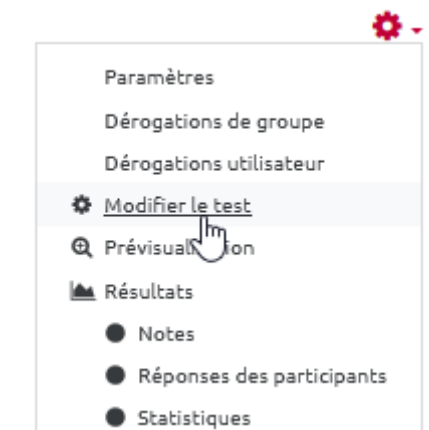 Paramètres
Dérogations de groupe
Dérogations utilisateur
Modifier le test
Résultats
Notes
Réponses des participants
Statistiques